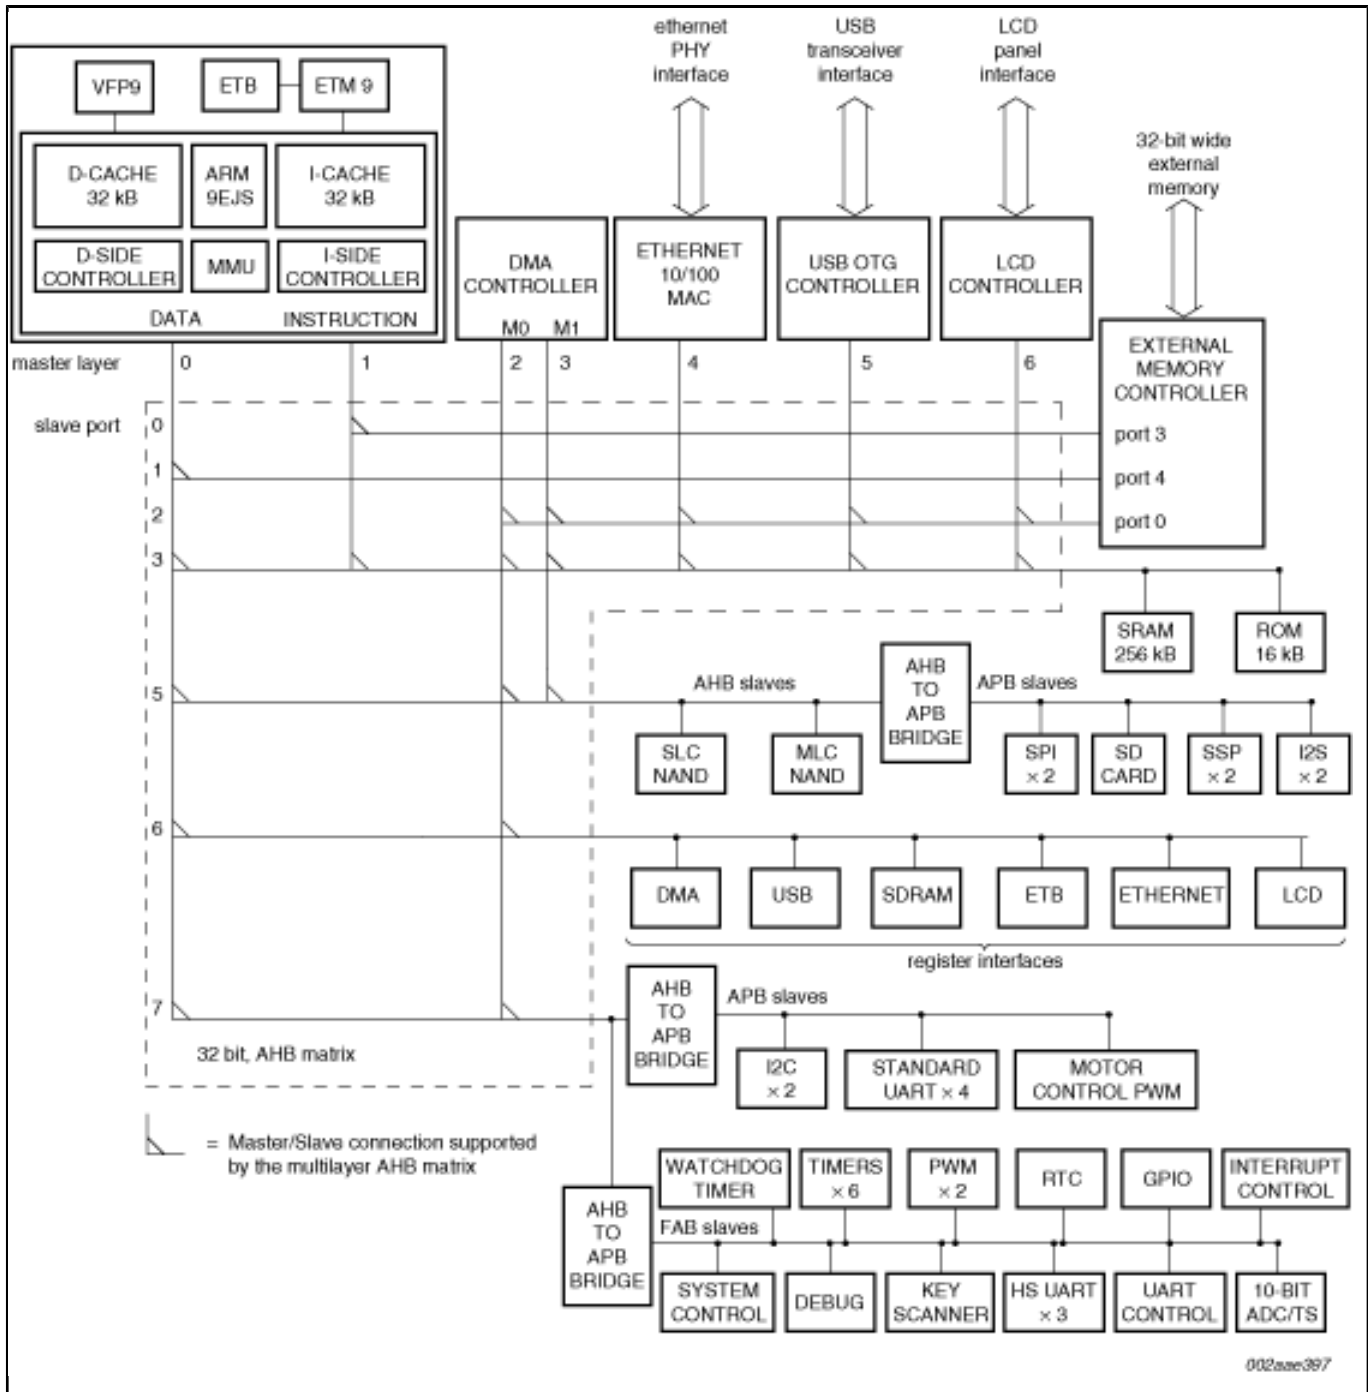 ethernet
PHY
interface
USB
transceiver
interface
LCD
panel
interface
32-bit wide
external
memory
VFP9
ETB
ETM 9
D-CACHE
32 kB
ARM
9EJS
I-CACHE
32 kB
D-SIDE
CONTROLLER
MMU
I-SIDE
CONTROLLER
DATA
INSTRUCTION
DMA
CONTROLLER
M0
M1
ETHERNET
10/100
MAC
USB OTG
CONTROLLER
LCD
CONTROLLER
EXTERNAL
MEMORY
CONTROLLER
port 3
port 4
port 0
master layer
0
1
2
3
4
5
6
slave port
0
1
2
3
5
6
7
SRAM
256 kB
ROM
16 kB
AHB slaves
AHB
TO
APB
BRIDGE
APB slaves
SLC
NAND
MLC
NAND
SPI
× 2
SD
CARD
SSP
× 2
I2S
× 2
DMA
USB
SDRAM
ETB
ETHERNET
LCD
register interfaces
AHB
TO
APB
BRIDGE
APB slaves
I2C
× 2
STANDARD
UART × 4
MOTOR
CONTROL PWM
32 bit, AHB matrix
= Master/Slave connection supported
by the multilayer AHB matrix
AHB
TO
APB
BRIDGE
WATCHDOG
TIMER
TIMERS
× 6
PWM
× 2
RTC
GPIO
INTERRUPT
CONTROL
FAB slaves
SYSTEM
CONTROL
DEBUG
KEY
SCANNER
HS UART
× 3
UART
CONTROL
10-BIT
ADC/TS
002aae397